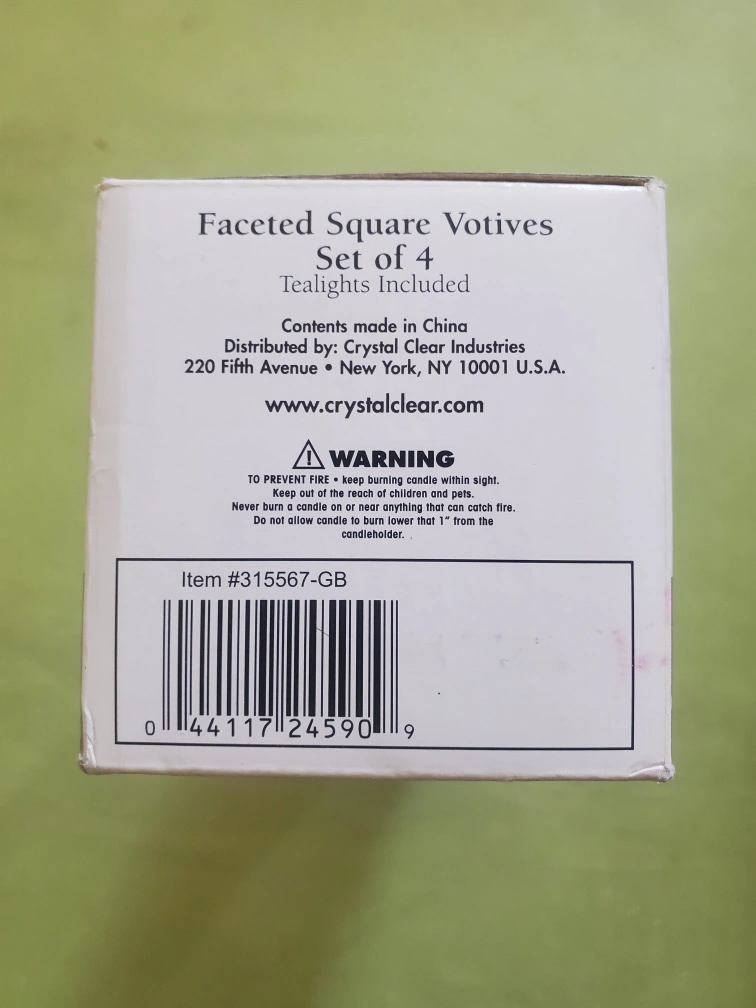 Faceted Square Votives
Set of 4
Tealights Included
Contents made in China
Distributed by: Crystal Clear Industries
220 Fifth Avenue • New York, NY 10001 U.S.A.
www.crystalclear.com
⚠ WARNING
TO PREVENT FIRE • keep burning candle within sight.
Keep out of the reach of children and pets.
Never burn a candle on or near anything that can catch fire.
Do not allow candle to burn lower that 1" from the
candleholder.
Item #315567-GB
0 44117 24590 9